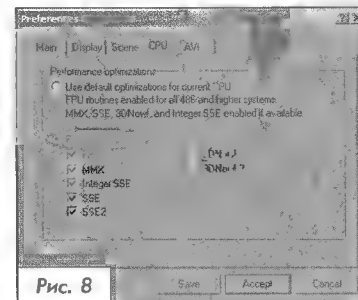 Preferences
Main Display Scene CPU AVI
Performance optimizations
Use default optimizations for current CPU
FPU routines enabled for all 486 and higher systems
MMX, SSE, 3DNow!, and Integer SSE enabled if available
MMX
Integer SSE
SSE
SSE2
Save Accept Cancel
Рис. 8